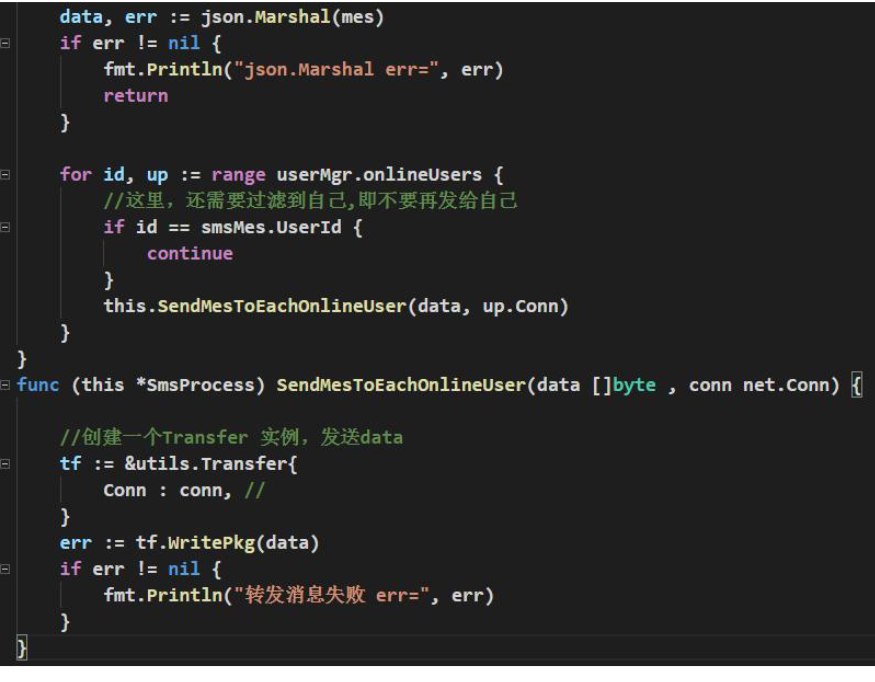 data, err := json.Marshal(mes)
if err != nil {
fmt.Println("json.Marshal err=", err)
return
}
for id, up := range userMgr.onlineUsers {
//这里，还需要过滤到自己,即不要再发给自己
if id == smsMes.UserId {
continue
}
this.SendMesToEachOnlineUser(data, up.Conn)
}
}
func (this *SmsProcess) SendMesToEachOnlineUser(data []byte , conn net.Conn) {
//创建一个Transfer 实例，发送data
tf := &utils.Transfer{
Conn : conn, //
}
err := tf.WritePkg(data)
if err != nil {
fmt.Println("转发消息失败 err=", err)
}
}